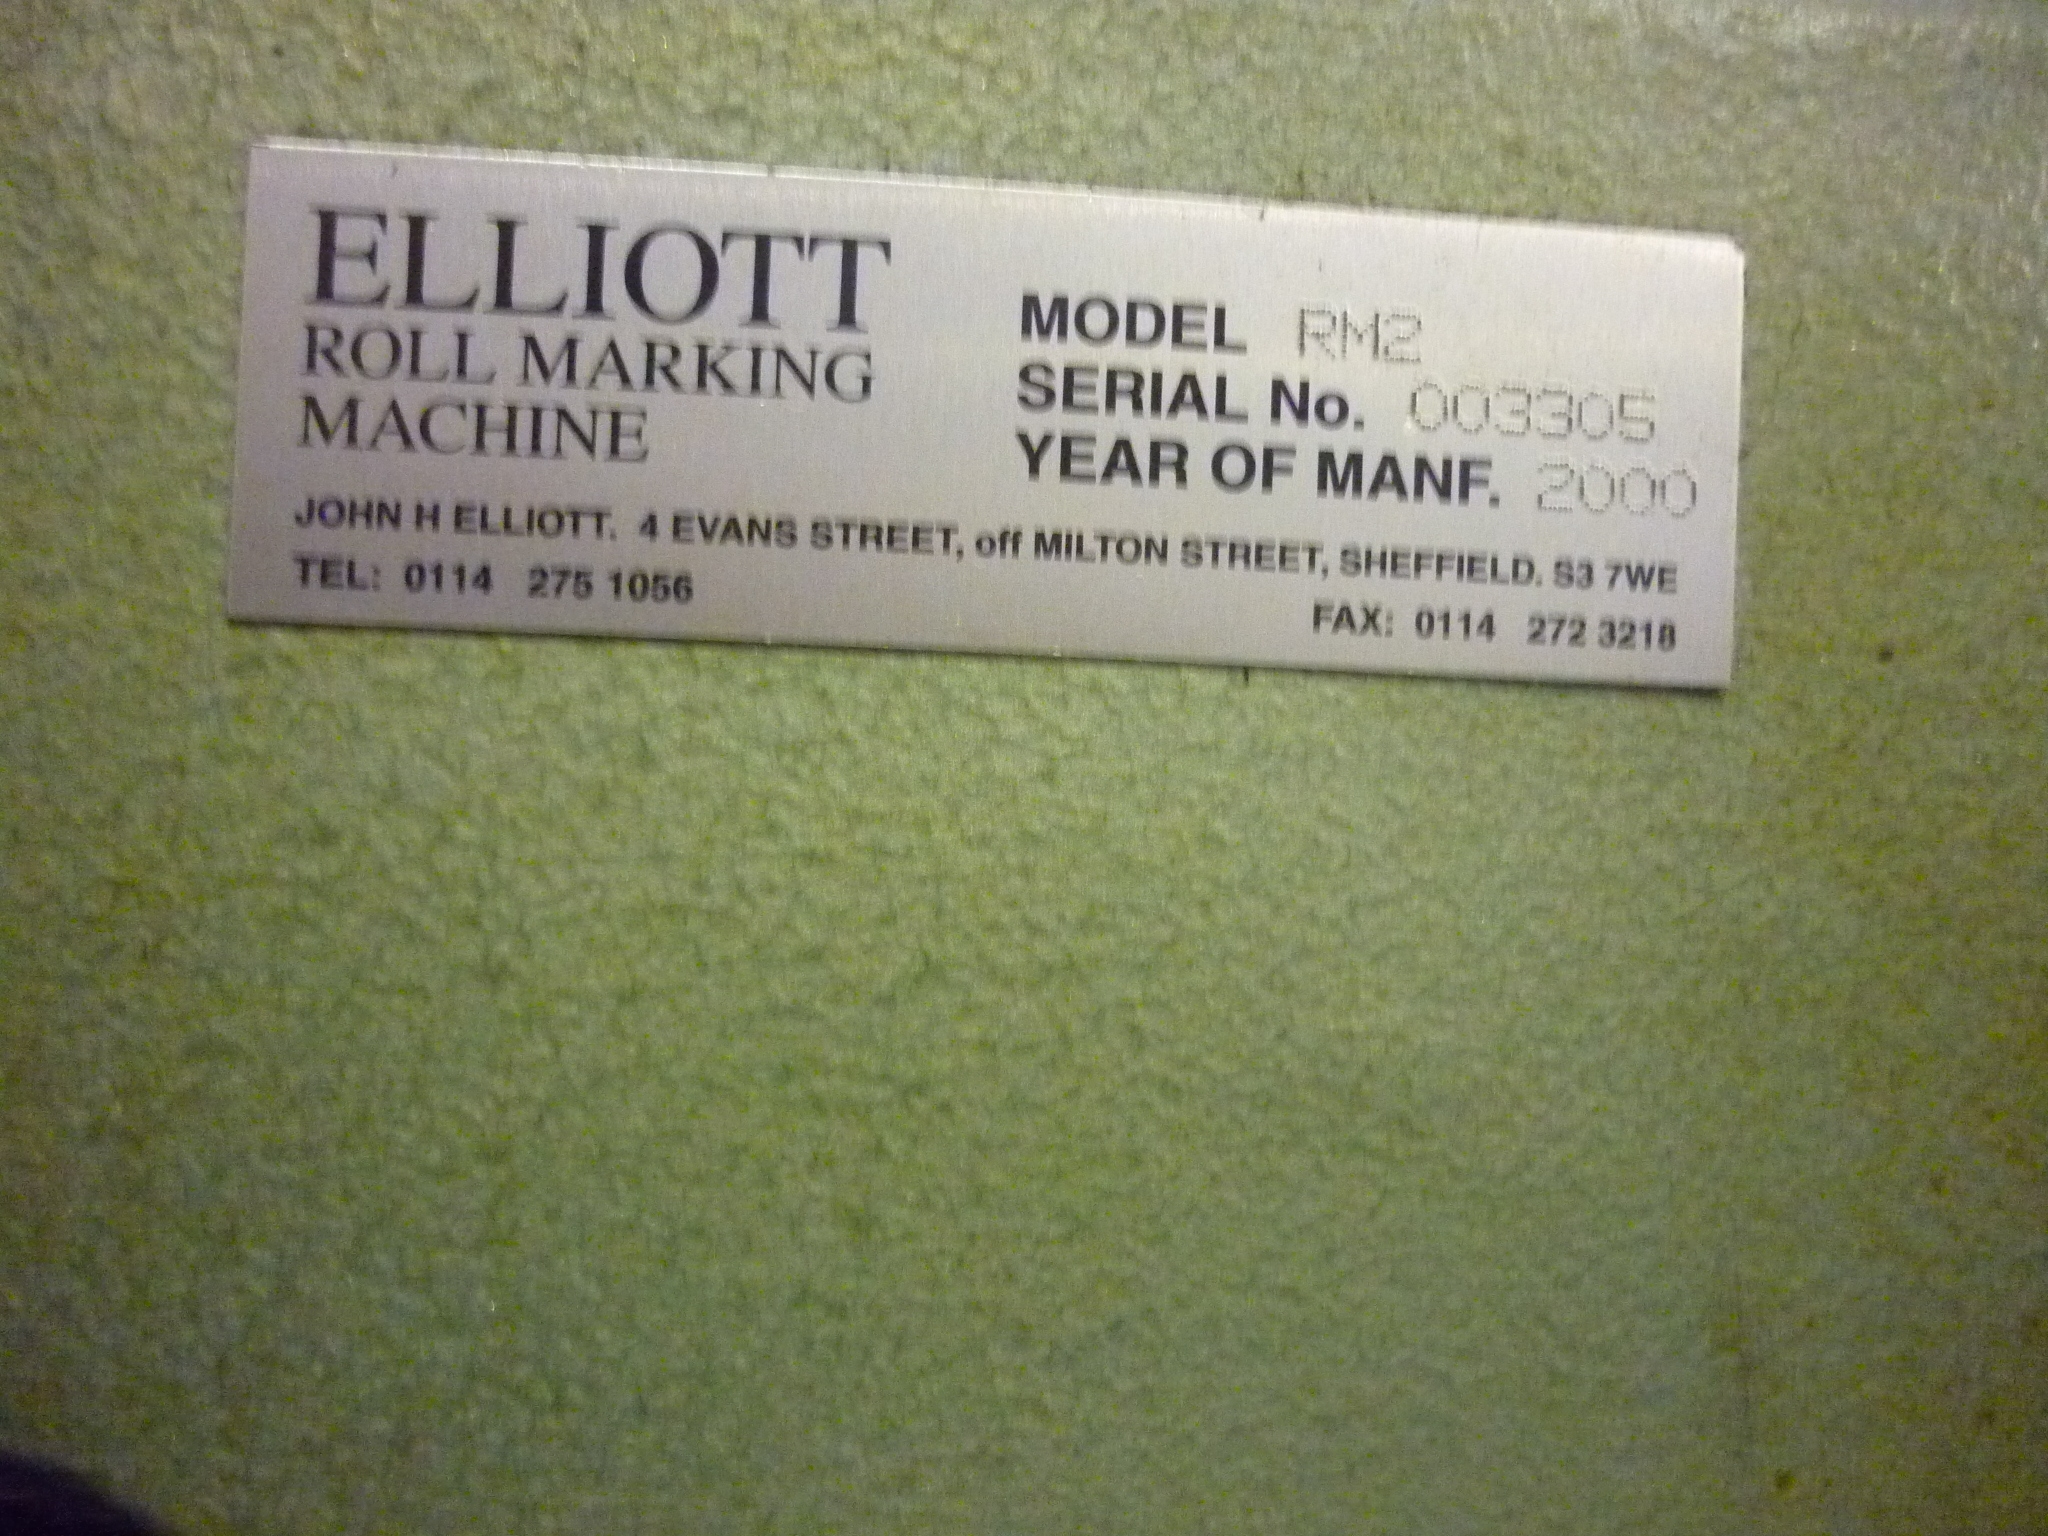 ELLIOTT
ROLL MARKING
MACHINE
MODEL RM2
SERIAL No. 003305
YEAR OF MANF. 2000
JOHN H ELLIOTT. 4 EVANS STREET, off MILTON STREET, SHEFFIELD. S3 7WE
TEL: 0114 275 1056
FAX: 0114 272 3218